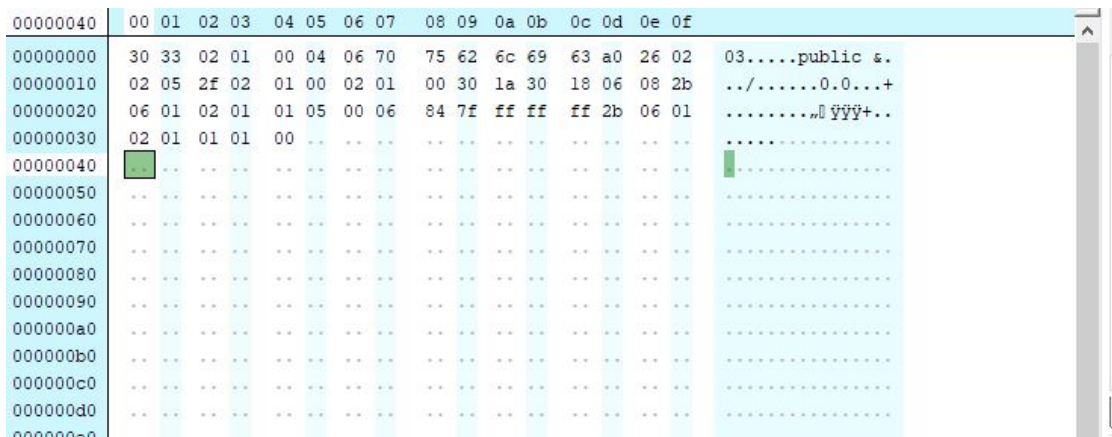 00000040 00 01 02 03 04 05 06 07 08 09 0a 0b 0c 0d 0e 0f
00000000 30 33 02 01 00 04 06 70 75 62 6c 69 63 a0 26 02 03.....public &.
00000010 02 05 2f 02 01 00 02 01 00 30 1a 30 18 06 08 2b ../......0.0...+
00000020 06 01 02 01 01 05 00 06 84 7f ff ff ff 2b 06 01 ........„▯ ÿÿÿ+..
00000030 02 01 01 01 00 .. .. .. .. .. .. .. .. .. .. .. ................
00000040 .. .. .. .. .. .. .. .. .. .. .. .. .. .. .. .. ................
00000050 .. .. .. .. .. .. .. .. .. .. .. .. .. .. .. .. ................
00000060 .. .. .. .. .. .. .. .. .. .. .. .. .. .. .. .. ................
00000070 .. .. .. .. .. .. .. .. .. .. .. .. .. .. .. .. ................
00000080 .. .. .. .. .. .. .. .. .. .. .. .. .. .. .. .. ................
00000090 .. .. .. .. .. .. .. .. .. .. .. .. .. .. .. .. ................
000000a0 .. .. .. .. .. .. .. .. .. .. .. .. .. .. .. .. ................
000000b0 .. .. .. .. .. .. .. .. .. .. .. .. .. .. .. .. ................
000000c0 .. .. .. .. .. .. .. .. .. .. .. .. .. .. .. .. ................
000000d0 .. .. .. .. .. .. .. .. .. .. .. .. .. .. .. .. ................